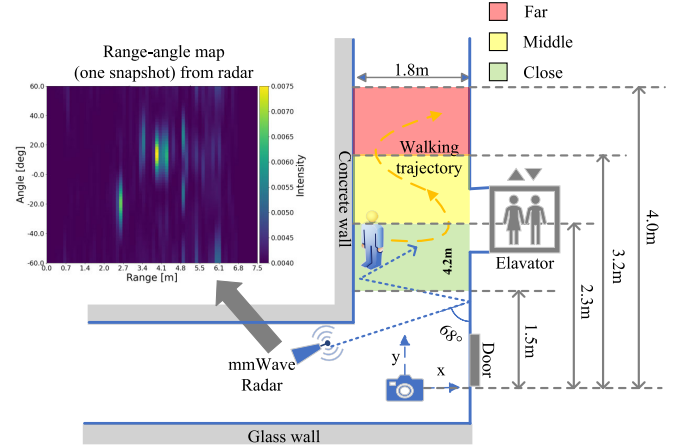 Far
Middle
Close
Range-angle map
(one snapshot) from radar
60.0
40.0
20.0
-0.0
-20.0
-40.0
-60.0
Angle [deg]
0.0 0.7 1.4 2.0 2.7 3.4 4.1 4.8 5.5 6.1 6.8 7.5
Range [m]
0.0075
0.0070
0.0065
0.0060
0.0055
0.0050
0.0045
0.0040
Intensity
1.8m
Concrete wall
Walking
trajectory
4.2m
Elavator
4.0m
3.2m
2.3m
1.5m
68°
Door
mmWave
Radar
y
x
Glass wall